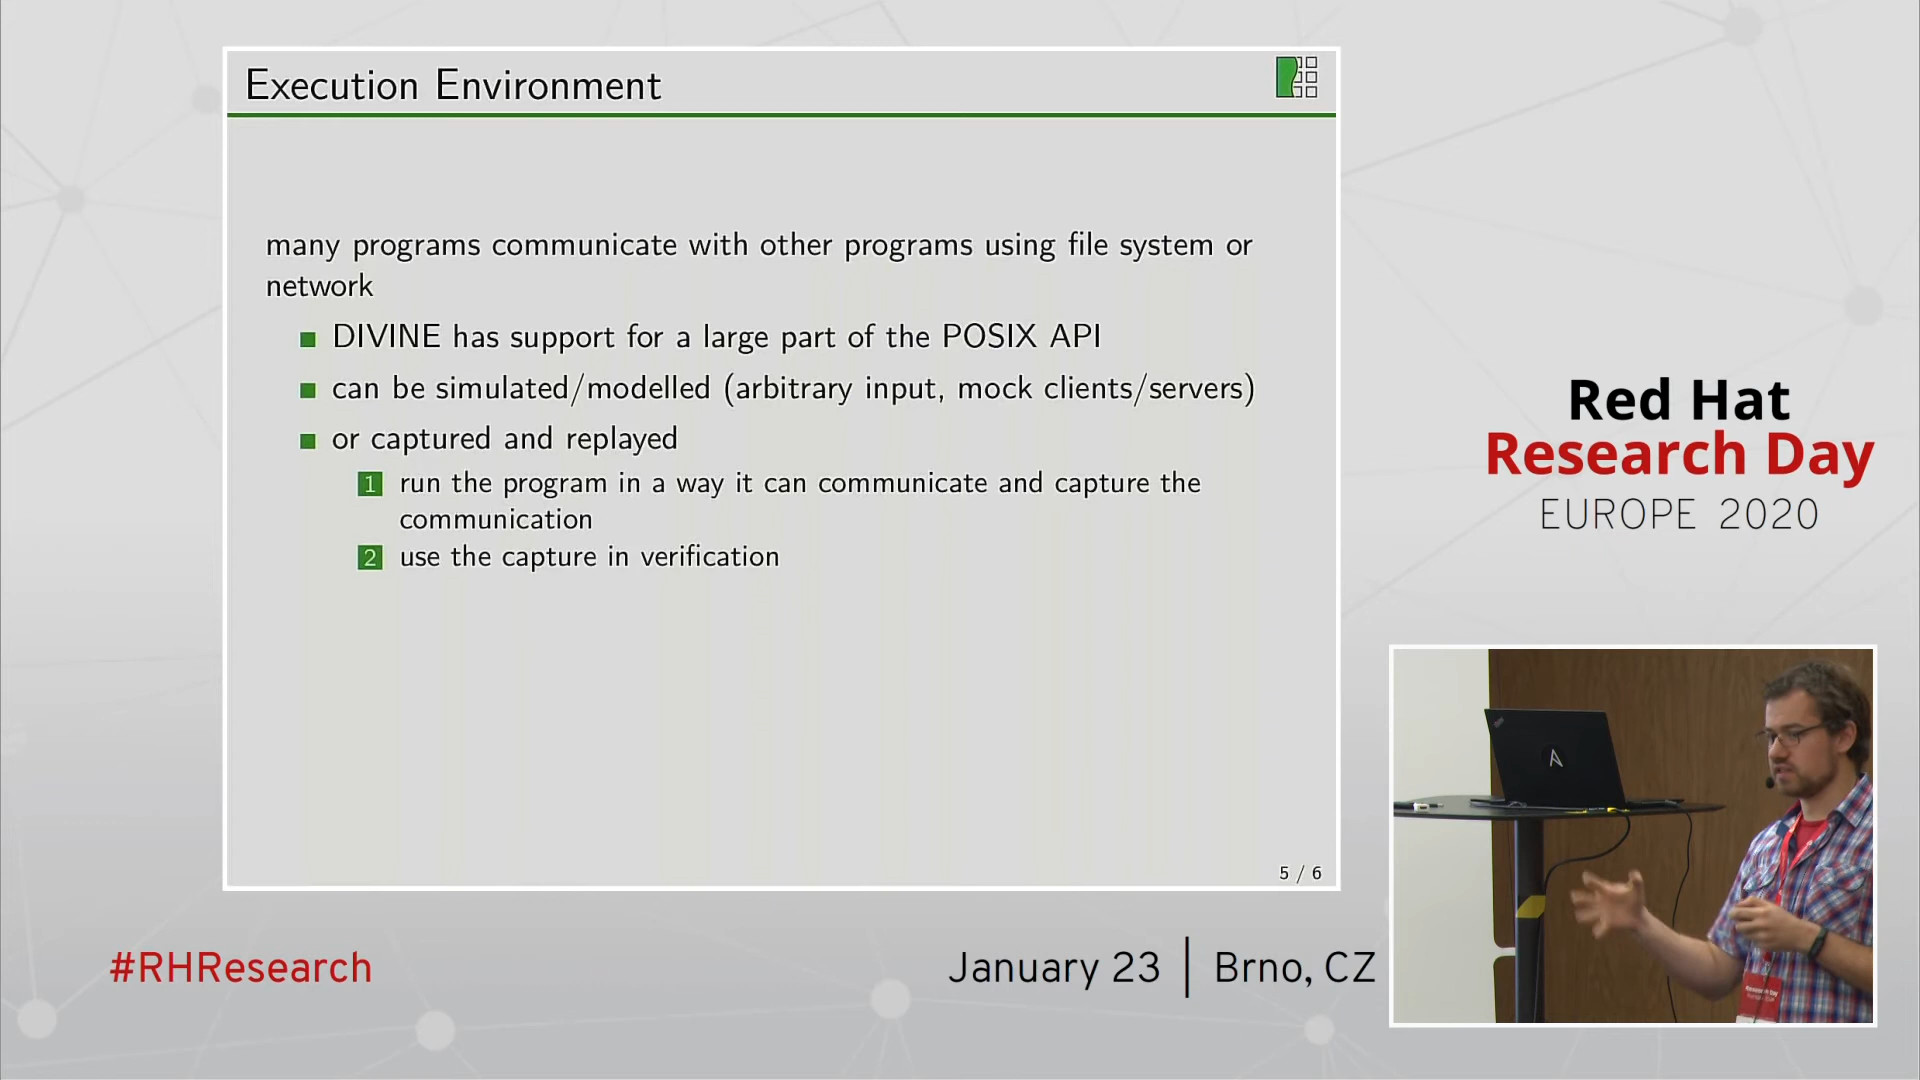 Execution Environment
many programs communicate with other programs using file system or
network
DIVINE has support for a large part of the POSIX API
can be simulated/modelled (arbitrary input, mock clients/servers)
or captured and replayed
1 run the program in a way it can communicate and capture the
communication
2 use the capture in verification
5 / 6
Red Hat
Research Day
EUROPE 2020
#RHResearch
January 23 | Brno, CZ